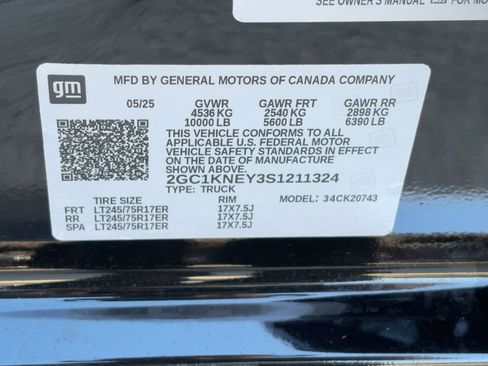 SEE OWNER'S MANUAL
FOR MO
gm
MFD BY GENERAL MOTORS OF CANADA COMPANY
05/25 GVWR GAWR FRT GAWR RR
4536 KG 2540 KG 2898 KG
10000 LB 5600 LB 6390 LB
THIS VEHICLE CONFORMS TO ALL
APPLICABLE U.S. FEDERAL MOTOR
VEHICLE SAFETY STANDARDS IN EFFECT
ON THE DATE OF MANUFACTURE
SHOWN ABOVE.
2GC1KNEY3S1211324
TYPE: TRUCK MODEL: 34CK20743
TIRE SIZE RIM
FRT LT245/75R17ER 17X7.5J
RR LT245/75R17ER 17X7.5J
SPA LT245/75R17ER 17X7.5J